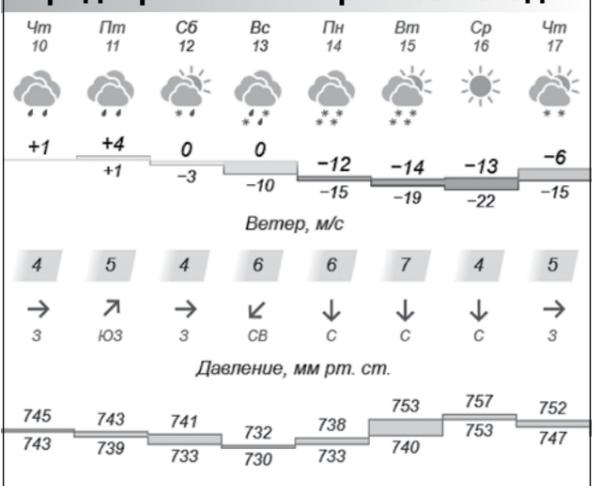 Чт Пт Сб Вс Пн Вт Ср Чт
10 11 12 13 14 15 16 17
+1 +4 0 0 −12 −14 −13 −6
+1 −3 −10 −15 −19 −22 −15
Ветер, м/с
4 5 4 6 6 7 4 5
З ЮЗ З СВ С С С З
Давление, мм рт. ст.
745 743 741 732 738 753 757 752
743 739 733 730 733 740 753 747